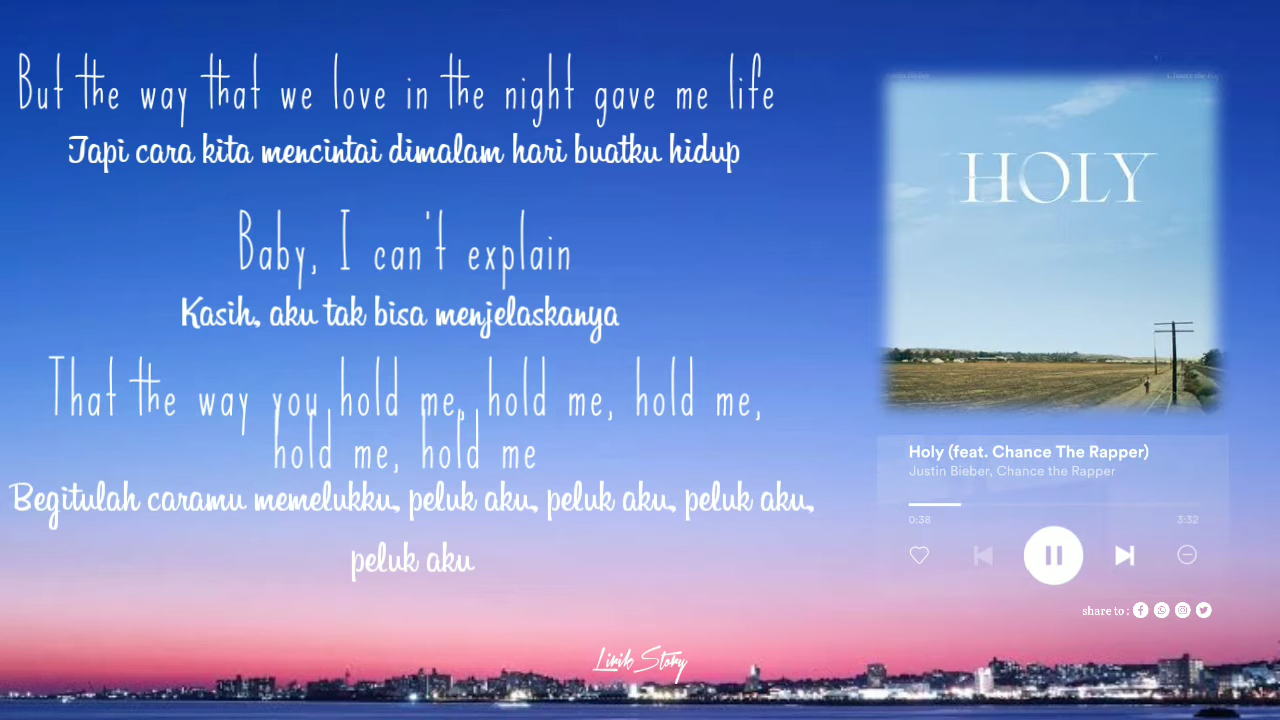 But the way that we love in the night gave me life
Tapi cara kita mencintai dimalam hari buatku hidup
Baby, I can't explain
Kasih, aku tak bisa menjelaskanya
That the way you hold me, hold me, hold me,
hold me, hold me
Begitulah caramu memelukku, peluk aku, peluk aku, peluk aku,
peluk aku
HOLY
Holy (feat. Chance The Rapper)
Justin Bieber, Chance the Rapper
0:38
3:32
share to :
Lirik Story